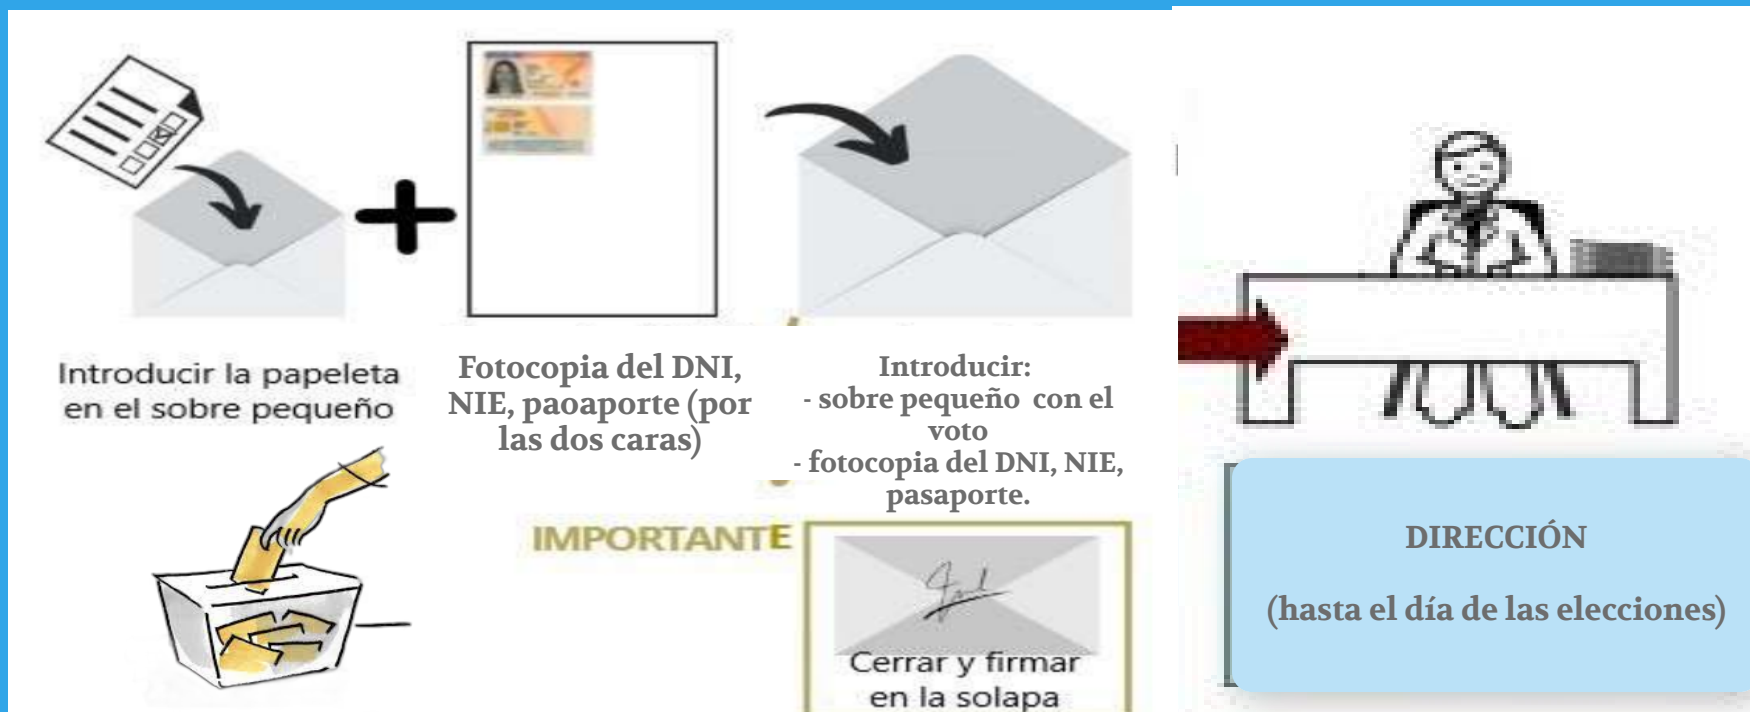 Introducir la papeleta
en el sobre pequeño
Fotocopia del DNI,
NIE, paoaporte (por
las dos caras)
Introducir:
- sobre pequeño con el
voto
- fotocopia del DNI, NIE,
pasaporte.
IMPORTANTE
Cerrar y firmar
en la solapa
DIRECCIÓN
(hasta el día de las elecciones)